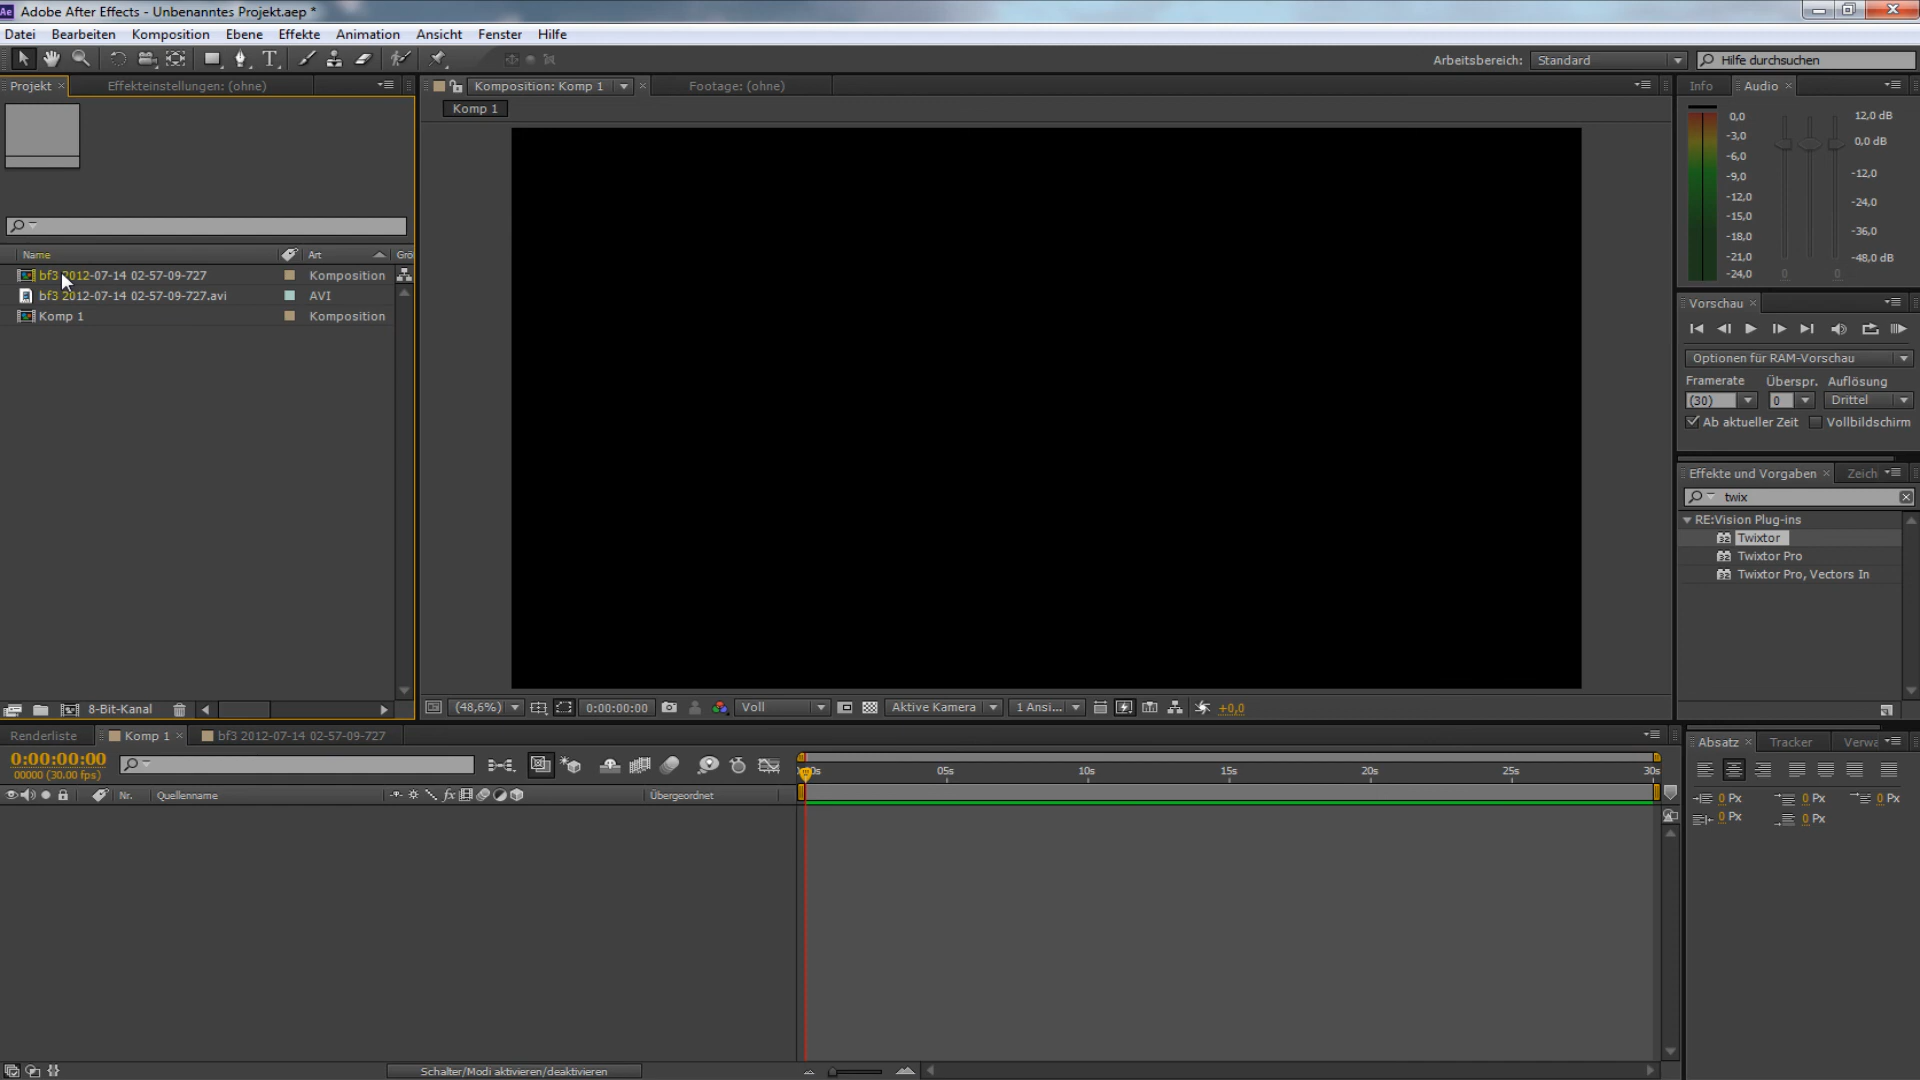 Adobe After Effects - Unbenanntes Projekt.aep *
Datei Bearbeiten Komposition Ebene Effekte Animation Ansicht Fenster Hilfe
Arbeitsbereich: Standard Hilfe durchsuchen
Projekt Effekteinstellungen: (ohne)
Komposition: Komp 1 Footage: (ohne)
Komp 1
Info Audio
0,0
-3,0
-6,0
-9,0
-12,0
-15,0
-18,0
-21,0
-24,0
12,0 dB
0,0 dB
-12,0
-24,0
-36,0
-48,0 dB
0 0
Name Art Grö
bf3 2012-07-14 02-57-09-727 Komposition
bf3 2012-07-14 02-57-09-727.avi AVI
Komp 1 Komposition
Vorschau
Optionen für RAM-Vorschau
Framerate Überspr. Auflösung
(30) 0 Drittel
Ab aktueller Zeit Vollbildschirm
Effekte und Vorgaben Zeich
twix
RE:Vision Plug-ins
32 Twixtor
32 Twixtor Pro
32 Twixtor Pro, Vectors In
8-Bit-Kanal
(48,6%) 0:00:00:00 Voll Aktive Kamera 1 Ansi... +0,0
Renderliste Komp 1 bf3 2012-07-14 02-57-09-727
0:00:00:00
00000 (30.00 fps)
Nr. Quellenname fx Übergeordnet
00s 05s 10s 15s 20s 25s 30s
Absatz Tracker Verwa
0 Px 0 Px 0 Px
0 Px 0 Px
Schalter/Modi aktivieren/deaktivieren